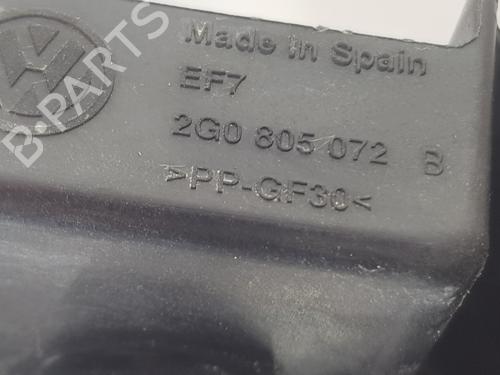 Made In Spain
EF7
2G0 805 072 B
>PP-GF30<
B-PARTS